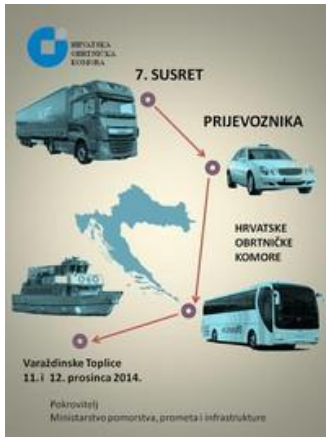 HRVATSKA
OBRTNIČKA
KOMORA
7. SUSRET
PRIJEVOZNIKA
HRVATSKE
OBRTNIČKE
KOMORE
Varaždinske Toplice
11. i 12. prosinca 2014.
Pokrovitelj
Ministarstvo pomorstva, prometa i infrastrukture